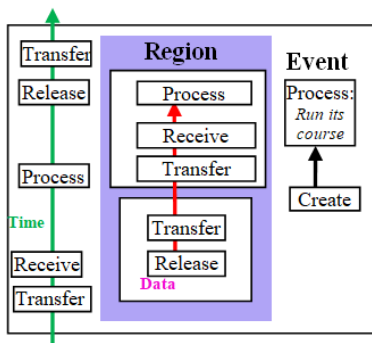 Transfer
Release
Process
Time
Receive
Transfer
Region
Process
Receive
Transfer
Transfer
Release
Data
Event
Process:
Run its
course
Create